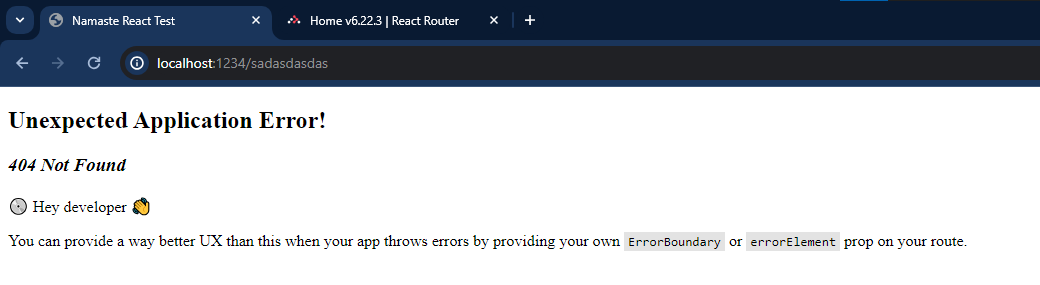 Namaste React Test
Home v6.22.3 | React Router
localhost:1234/sadasdasdas
Unexpected Application Error!
404 Not Found
💿 Hey developer 👋
You can provide a way better UX than this when your app throws errors by providing your own ErrorBoundary or errorElement prop on your route.